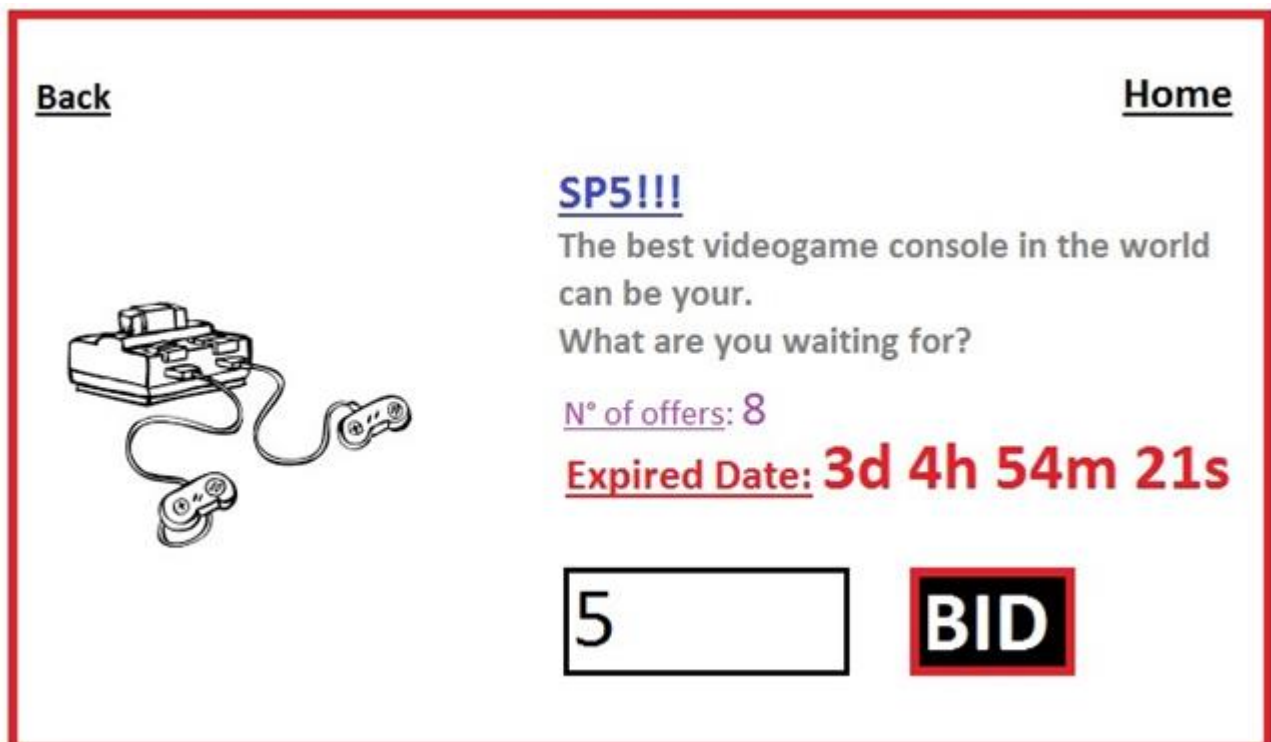 Back
Home
SP5!!!
The best videogame console in the world
can be your.
What are you waiting for?
N° of offers: 8
Expired Date: 3d 4h 54m 21s
5
BID